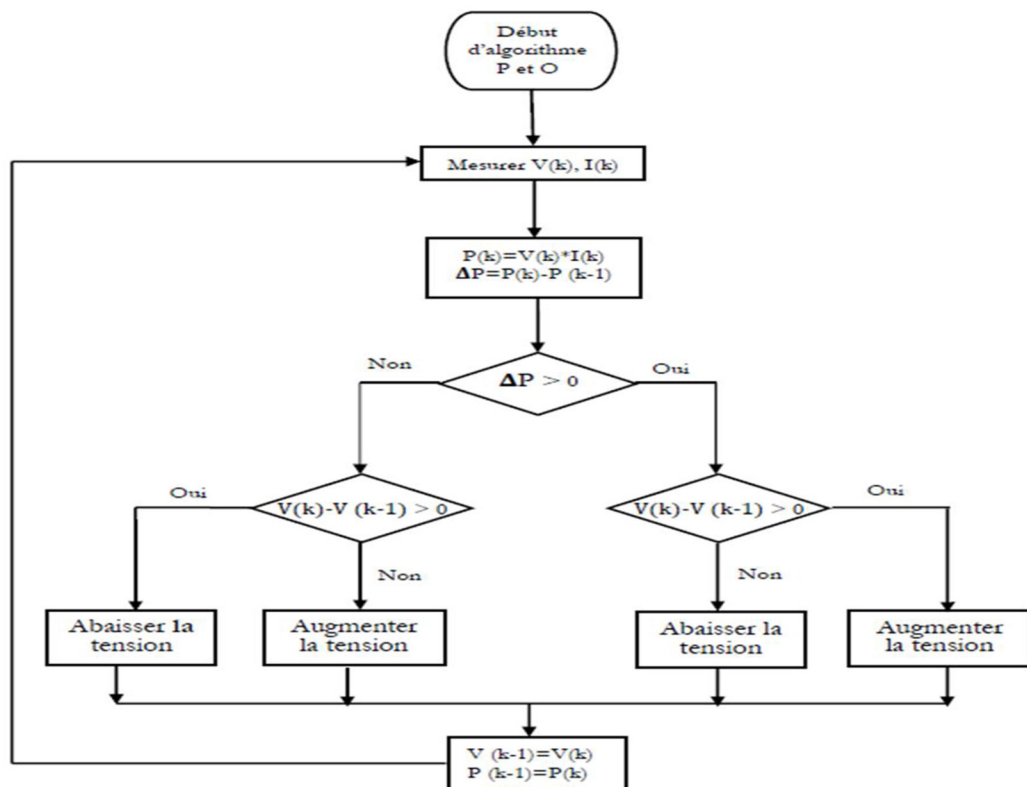 Début
d'algorithme
P et O
Mesurer V(k), I(k)
P(k)=V(k)*I(k)
ΔP=P(k)-P (k-1)
Non
ΔP > 0
Oui
Oui
V(k)-V (k-1) > 0
V(k)-V (k-1) > 0
Oui
Non
Non
Abaisser la
tension
Augmenter
la tension
Abaisser la
tension
Augmenter
la tension
V (k-1)=V(k)
P (k-1)=P(k)